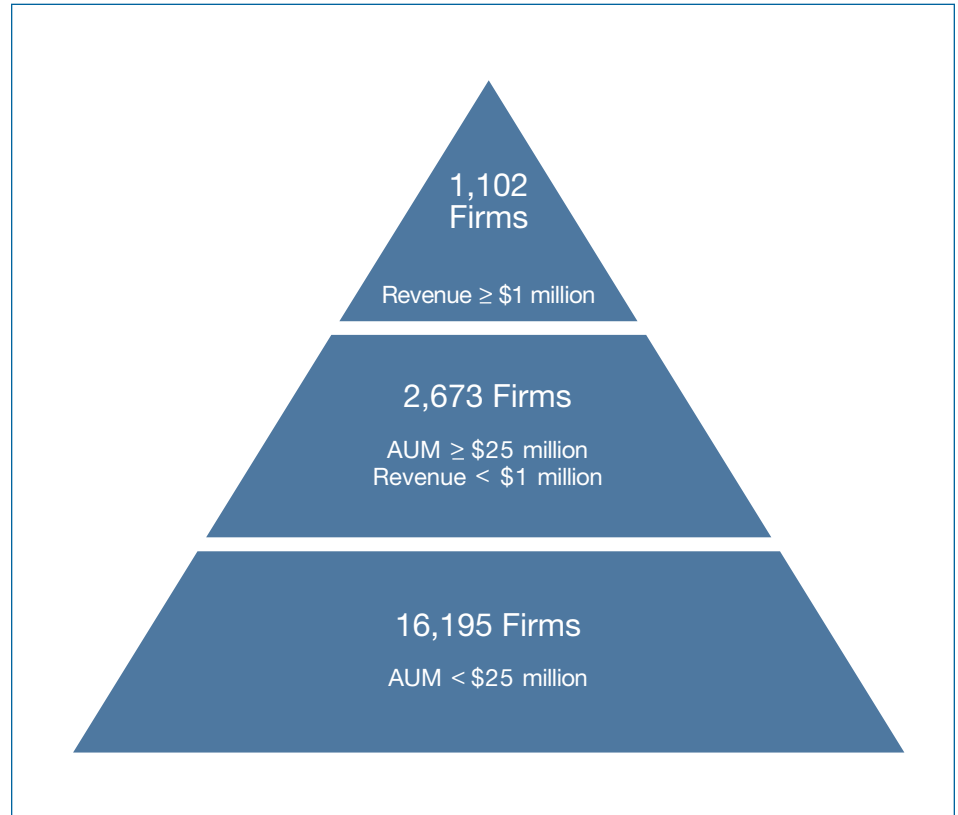 1,102
Firms
Revenue ≥ $1 million
2,673 Firms
AUM ≥ $25 million
Revenue < $1 million
16,195 Firms
AUM < $25 million